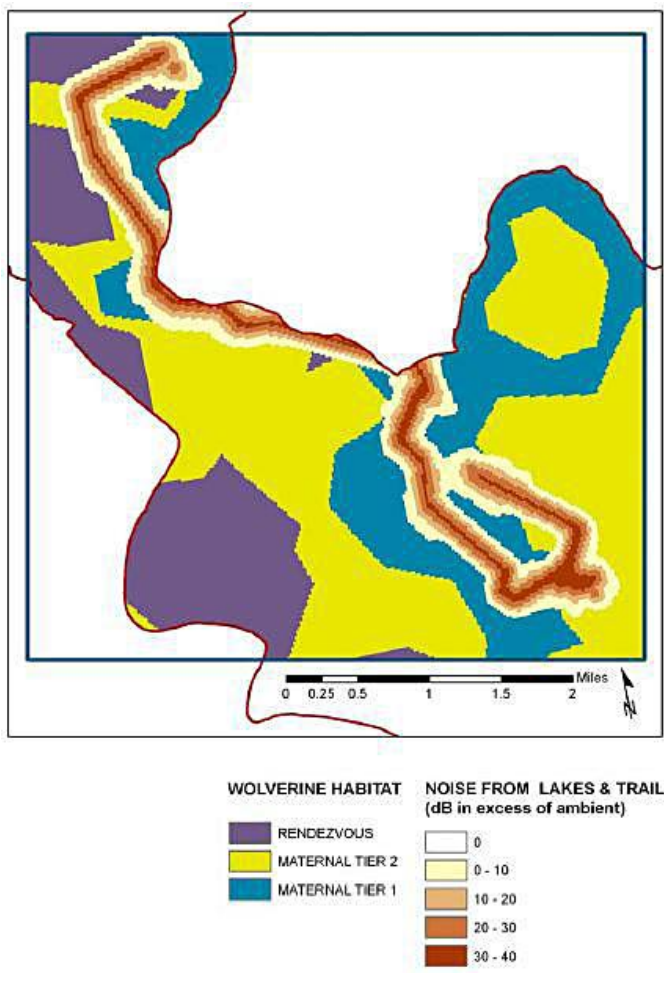 Miles
0 0.25 0.5 1 1.5 2
N
WOLVERINE HABITAT
RENDEZVOUS
MATERNAL TIER 2
MATERNAL TIER 1
NOISE FROM LAKES & TRAIL
(dB in excess of ambient)
0
0 - 10
10 - 20
20 - 30
30 - 40